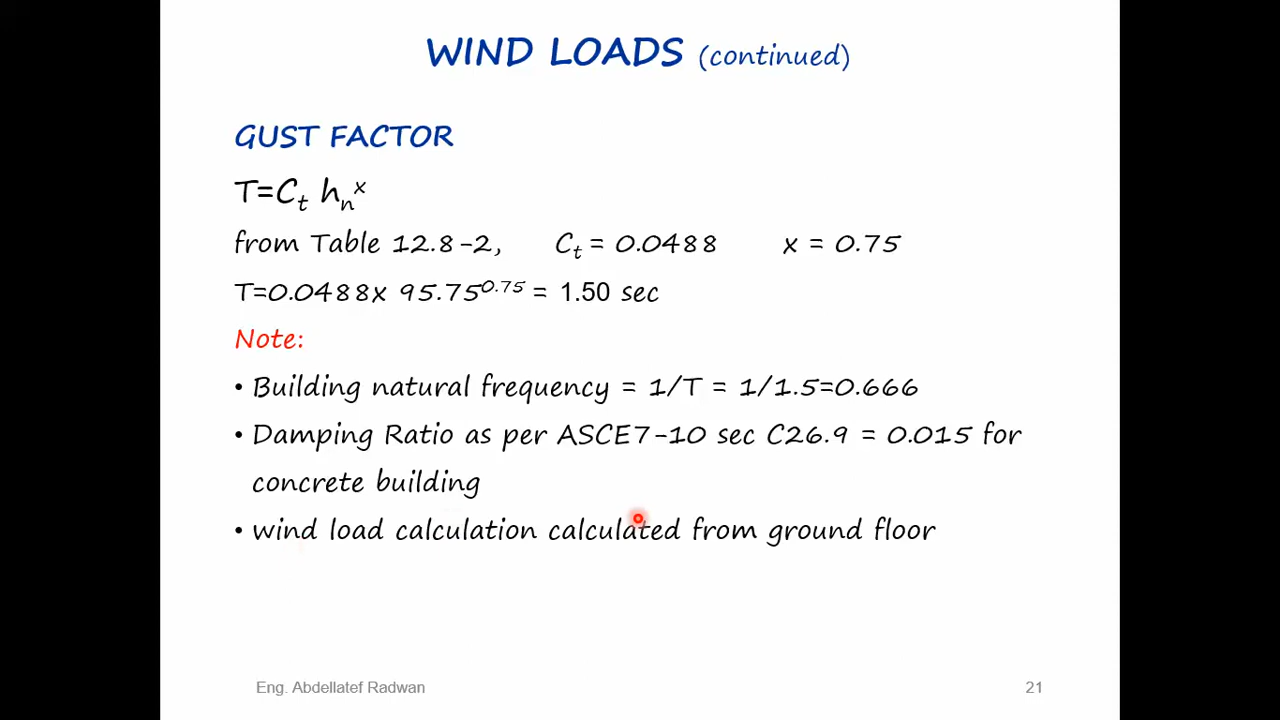 WIND LOADS (continued)
GUST FACTOR
T=Cₜ hₙˣ
from Table 12.8-2, Cₜ = 0.0488 x = 0.75
T=0.0488x 95.75⁰·⁷⁵ = 1.50 sec
Note:
• Building natural frequency = 1/T = 1/1.5=0.666
• Damping Ratio as per ASCE7-10 sec C26.9 = 0.015 for
concrete building
• wind load calculation calculated from ground floor
Eng. Abdellatef Radwan 21